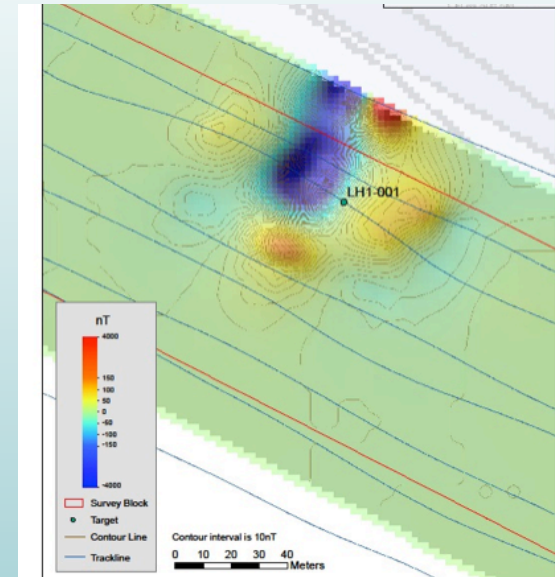 LH1-001
nT
4000
150
100
50
0
-50
-100
-150
-4000
Survey Block
Target
Contour Line
Trackline
Contour interval is 10nT
0 10 20 30 40
Meters